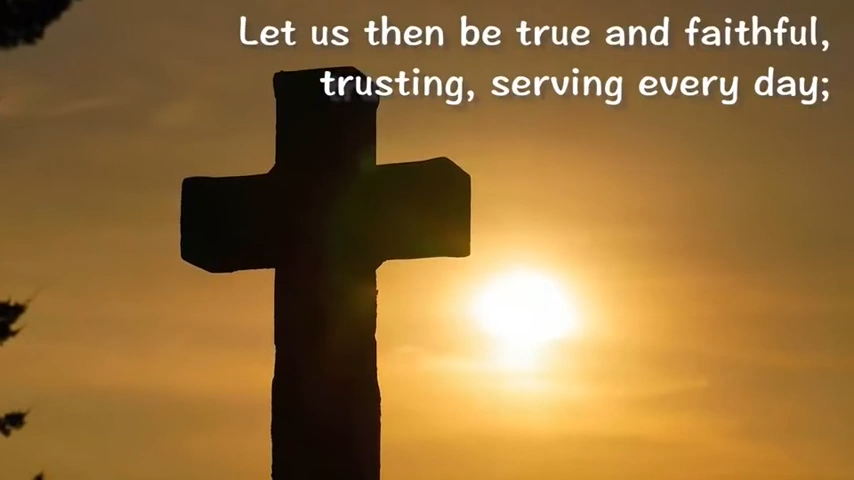 Let us then be true and faithful,
trusting, serving every day;